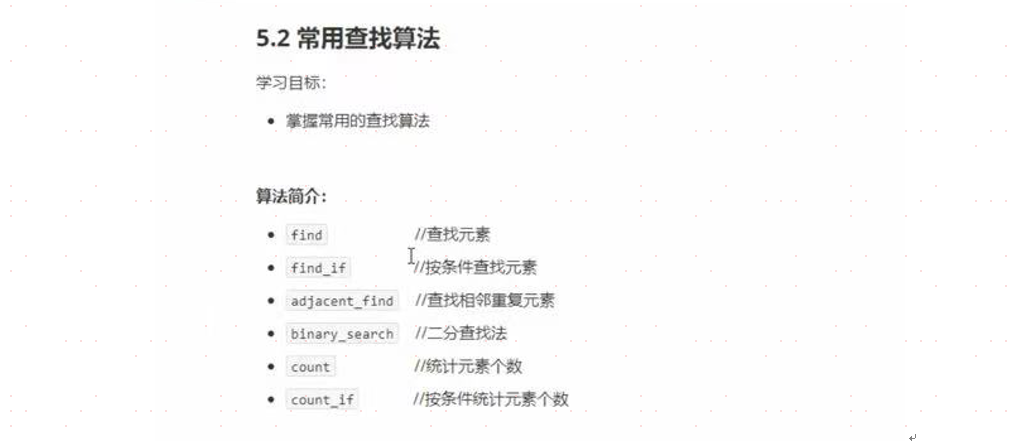 5.2 常用查找算法
学习目标：
• 掌握常用的查找算法
算法简介：
• find //查找元素
• find_if //按条件查找元素
• adjacent_find //查找相邻重复元素
• binary_search //二分查找法
• count //统计元素个数
• count_if //按条件统计元素个数